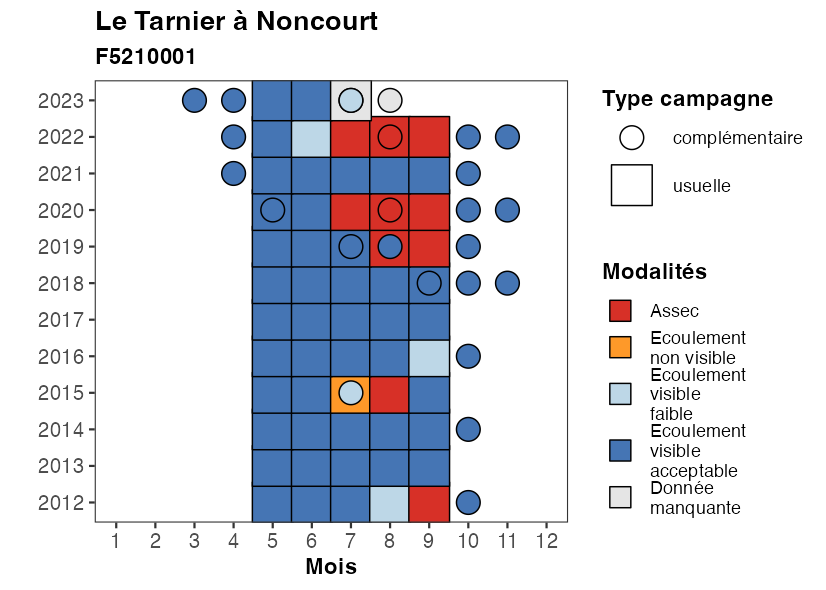 Le Tarnier à Noncourt
F5210001
2023
2022
2021
2020
2019
2018
2017
2016
2015
2014
2013
2012
1 2 3 4 5 6 7 8 9 10 11 12
Mois
Type campagne
complémentaire
usuelle
Modalités
Assec
Ecoulement
non visible
Ecoulement
visible
faible
Ecoulement
visible
acceptable
Donnée
manquante